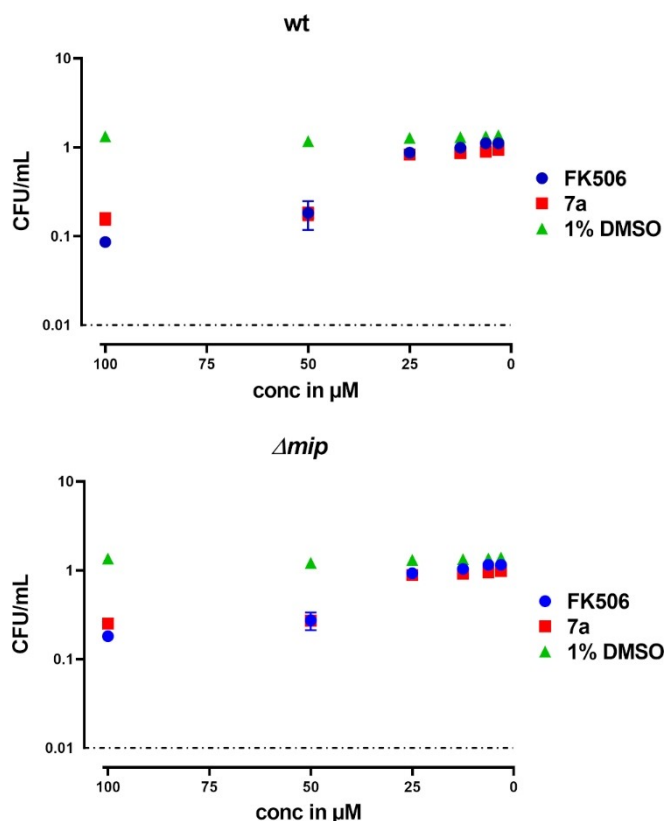 wt
10
1
0.1
0.01
CFU/mL
100
75
50
25
0
conc in µM
FK506
7a
1% DMSO
Δmip
10
1
0.1
0.01
CFU/mL
100
75
50
25
0
conc in µM
FK506
7a
1% DMSO